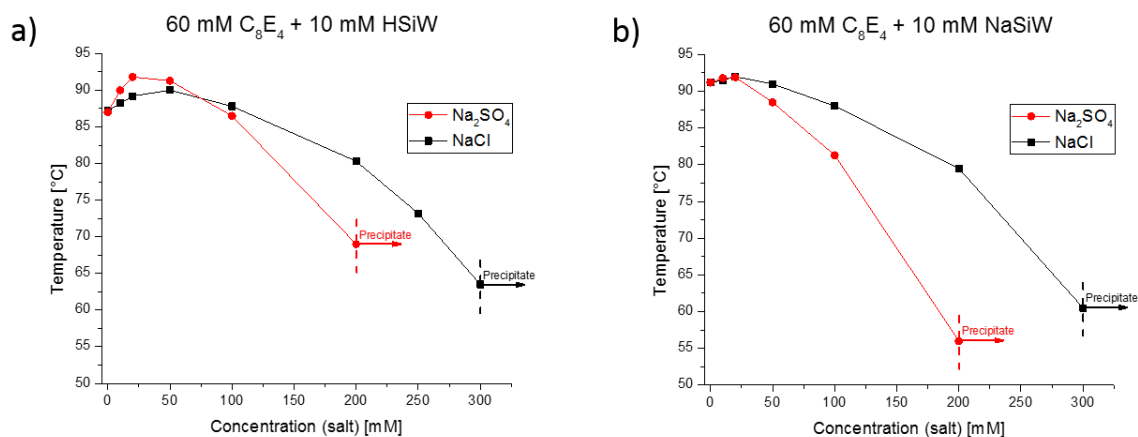 a)
60 mM C₈E₄ + 10 mM HSiW
95
90
85
80
75
70
65
60
55
50
Temperature [°C]
Na₂SO₄
NaCl
Precipitate
Precipitate
0 50 100 150 200 250 300
Concentration (salt) [mM]
b)
60 mM C₈E₄ + 10 mM NaSiW
95
90
85
80
75
70
65
60
55
50
Temperature [°C]
Na₂SO₄
NaCl
Precipitate
Precipitate
0 50 100 150 200 250 300
Concentration (salt) [mM]